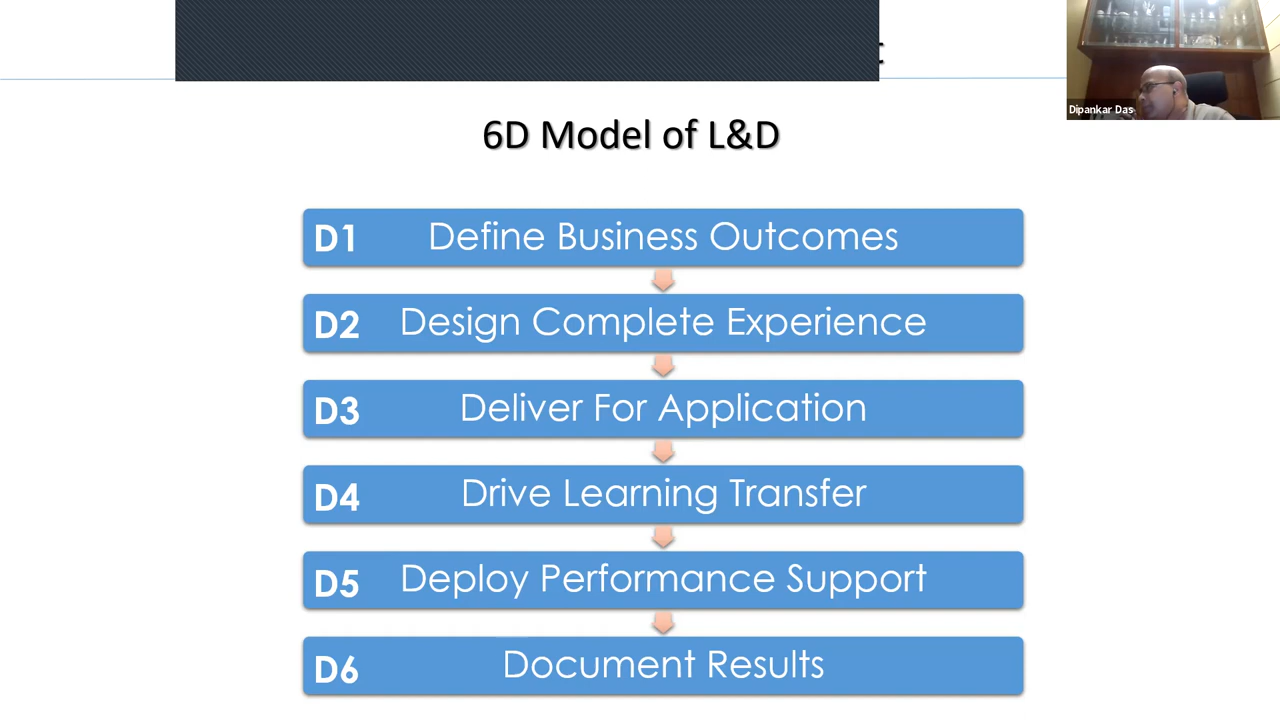 Dipankar Das
6D Model of L&D
D1 Define Business Outcomes
D2 Design Complete Experience
D3 Deliver For Application
D4 Drive Learning Transfer
D5 Deploy Performance Support
D6 Document Results